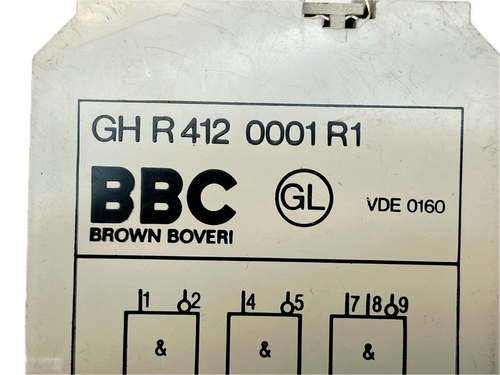 GH R 412 0001 R1
BBC
GL
VDE 0160
BROWN BOVERI
1 2 4 5 7 8 9
& & &